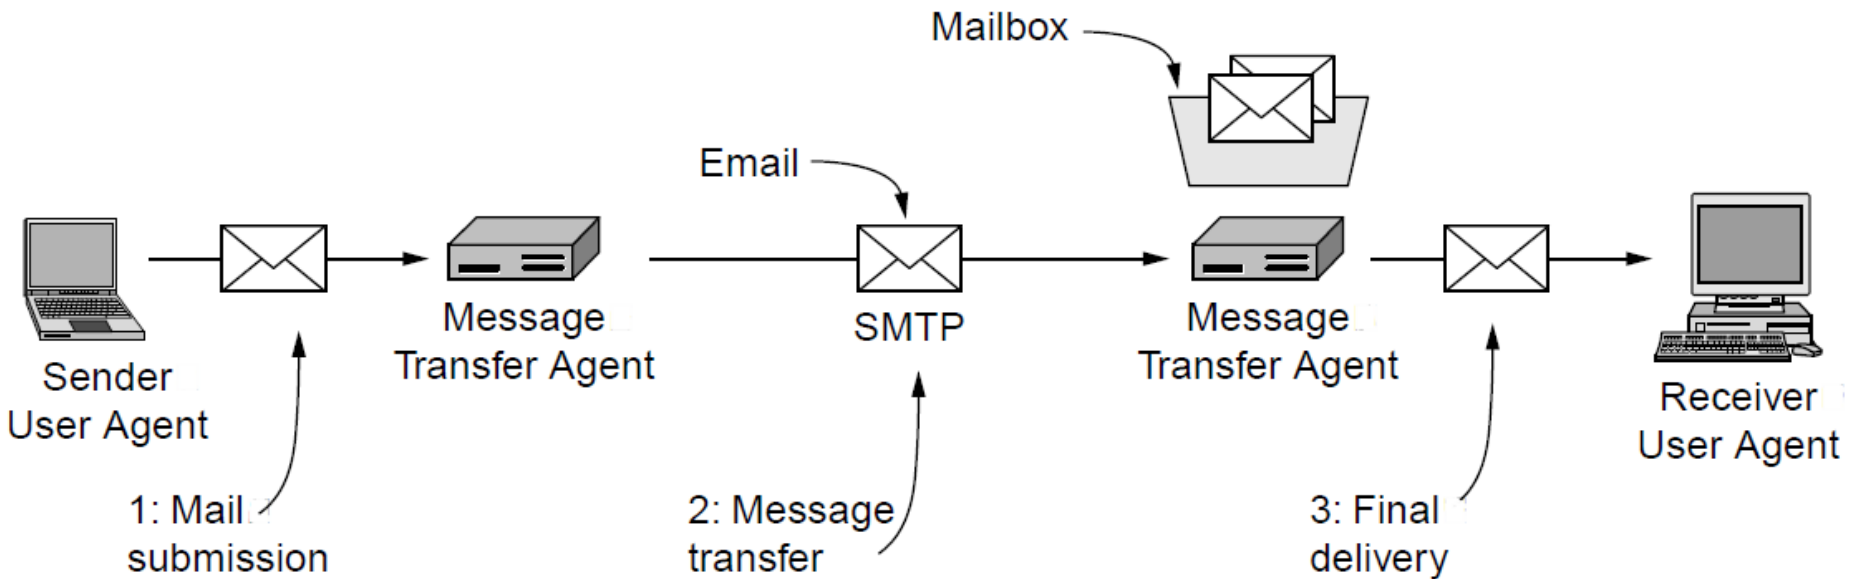 Mailbox
Email
Sender
User Agent
Message
Transfer Agent
SMTP
Message
Transfer Agent
Receiver
User Agent
1: Mail
submission
2: Message
transfer
3: Final
delivery